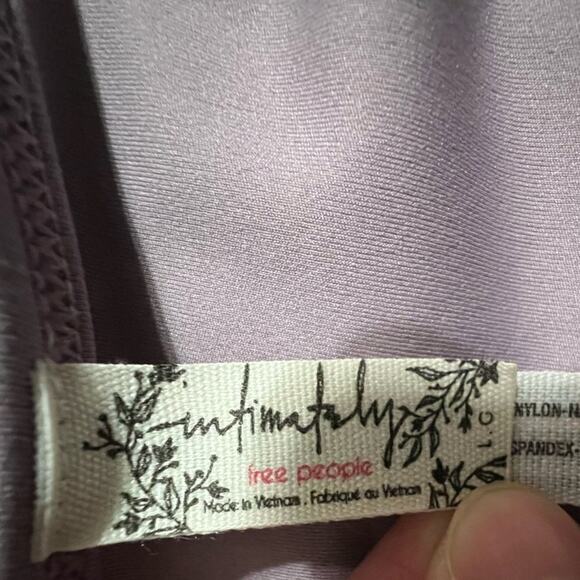 intimately
free people
Made in Vietnam . Fabriqué au Vietnam
L G
NYLON-N
SPANDEX-